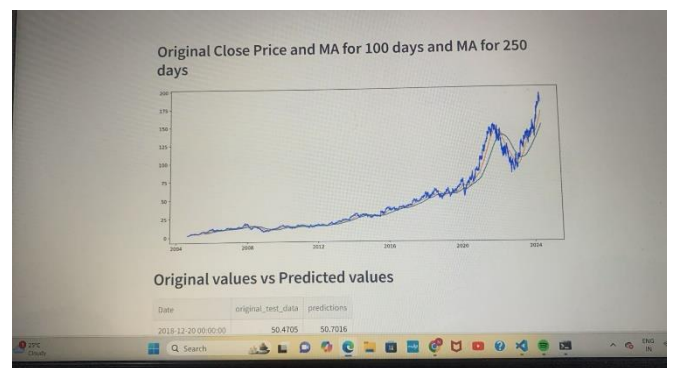 Original Close Price and MA for 100 days and MA for 250
days
200
175
150
125
100
75
50
25
0
2004 2008 2012 2016 2020 2024
Original values vs Predicted values
Date original_test_data predictions
2018-12-20 00:00:00 50.4705 50.7016
25°C
Cloudy
Search
ENG
IN